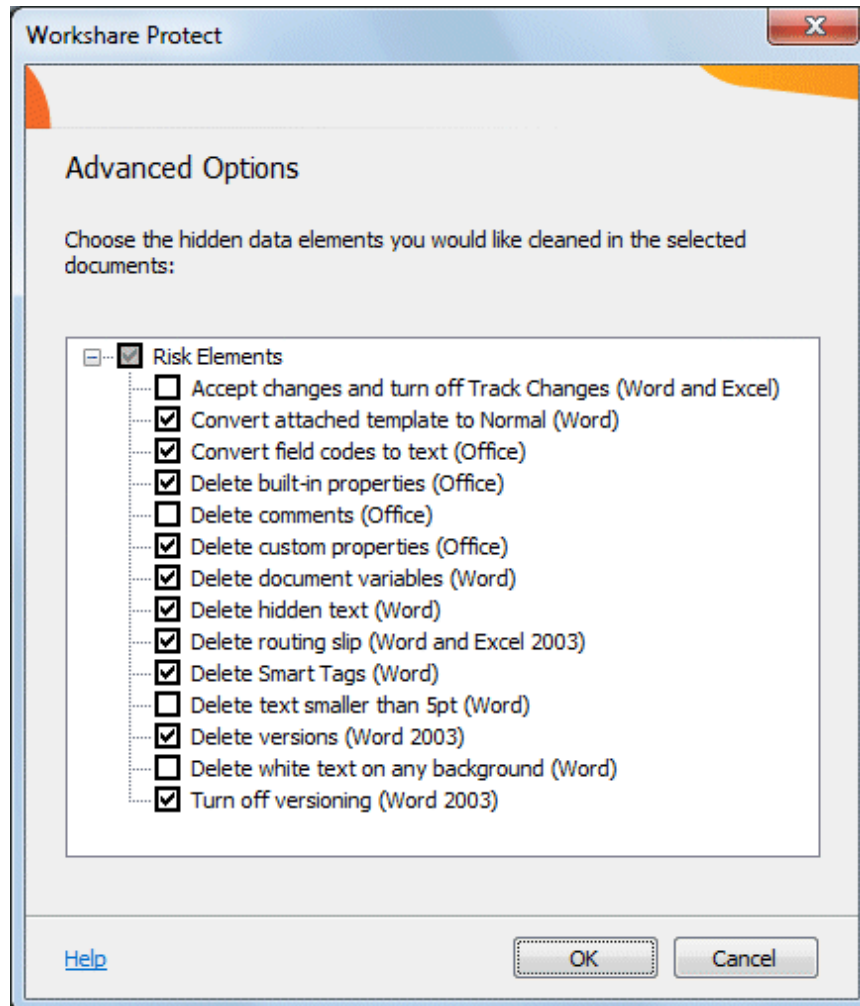 Workshare Protect
Advanced Options
Choose the hidden data elements you would like cleaned in the selected
documents:
Risk Elements
Accept changes and turn off Track Changes (Word and Excel)
Convert attached template to Normal (Word)
Convert field codes to text (Office)
Delete built-in properties (Office)
Delete comments (Office)
Delete custom properties (Office)
Delete document variables (Word)
Delete hidden text (Word)
Delete routing slip (Word and Excel 2003)
Delete Smart Tags (Word)
Delete text smaller than 5pt (Word)
Delete versions (Word 2003)
Delete white text on any background (Word)
Turn off versioning (Word 2003)
Help
OK
Cancel